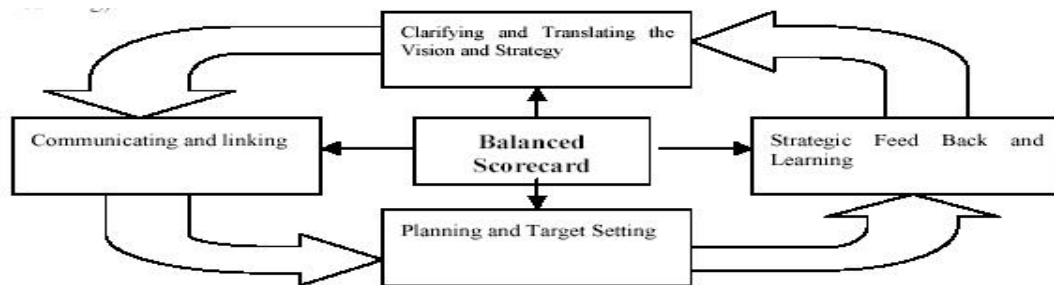 Clarifying and Translating the
Vision and Strategy
Communicating and linking
Balanced
Scorecard
Strategic Feed Back and
Learning
Planning and Target Setting